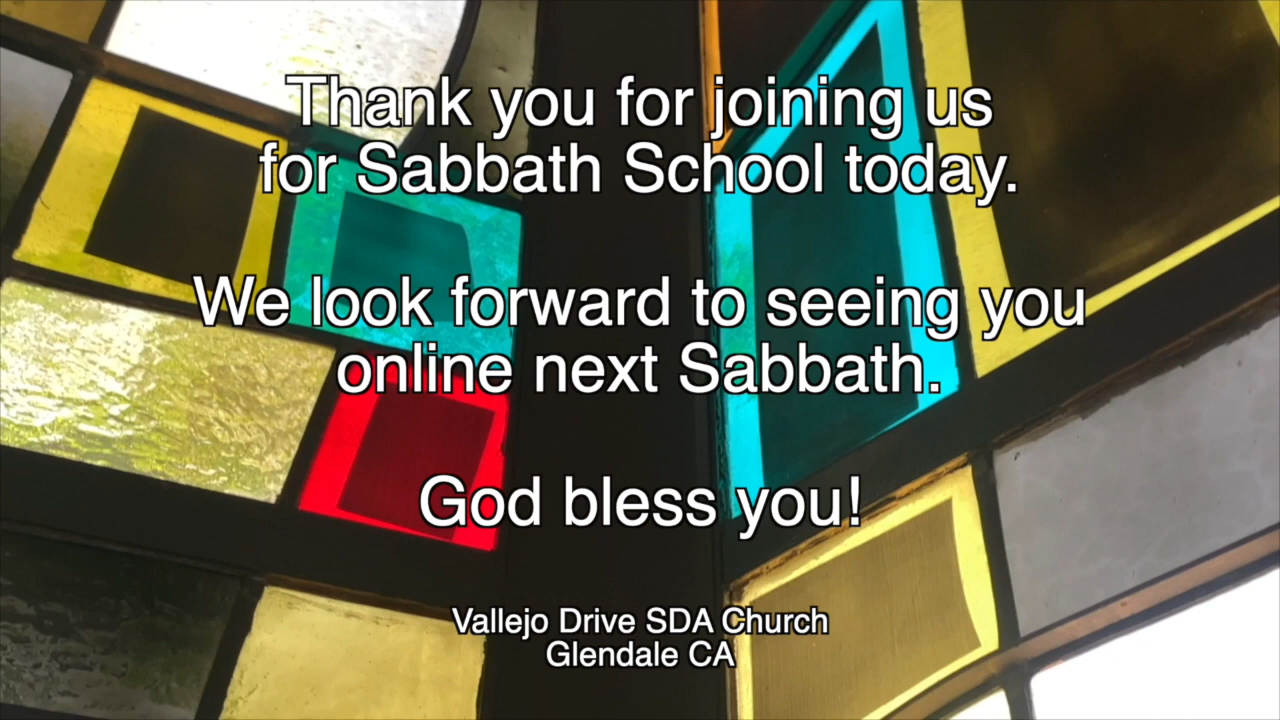 Thank you for joining us
for Sabbath School today.
We look forward to seeing you
online next Sabbath.
God bless you!
Vallejo Drive SDA Church
Glendale CA